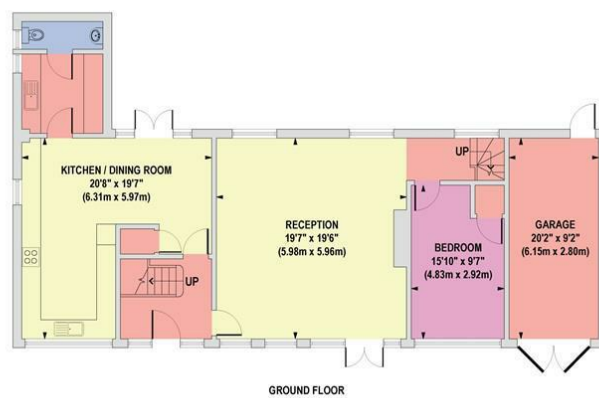 KITCHEN / DINING ROOM
20'8" x 19'7"
(6.31m x 5.97m)
UP
RECEPTION
19'7" x 19'6"
(5.98m x 5.96m)
UP
BEDROOM
15'10" x 9'7"
(4.83m x 2.92m)
GARAGE
20'2" x 9'2"
(6.15m x 2.80m)
GROUND FLOOR